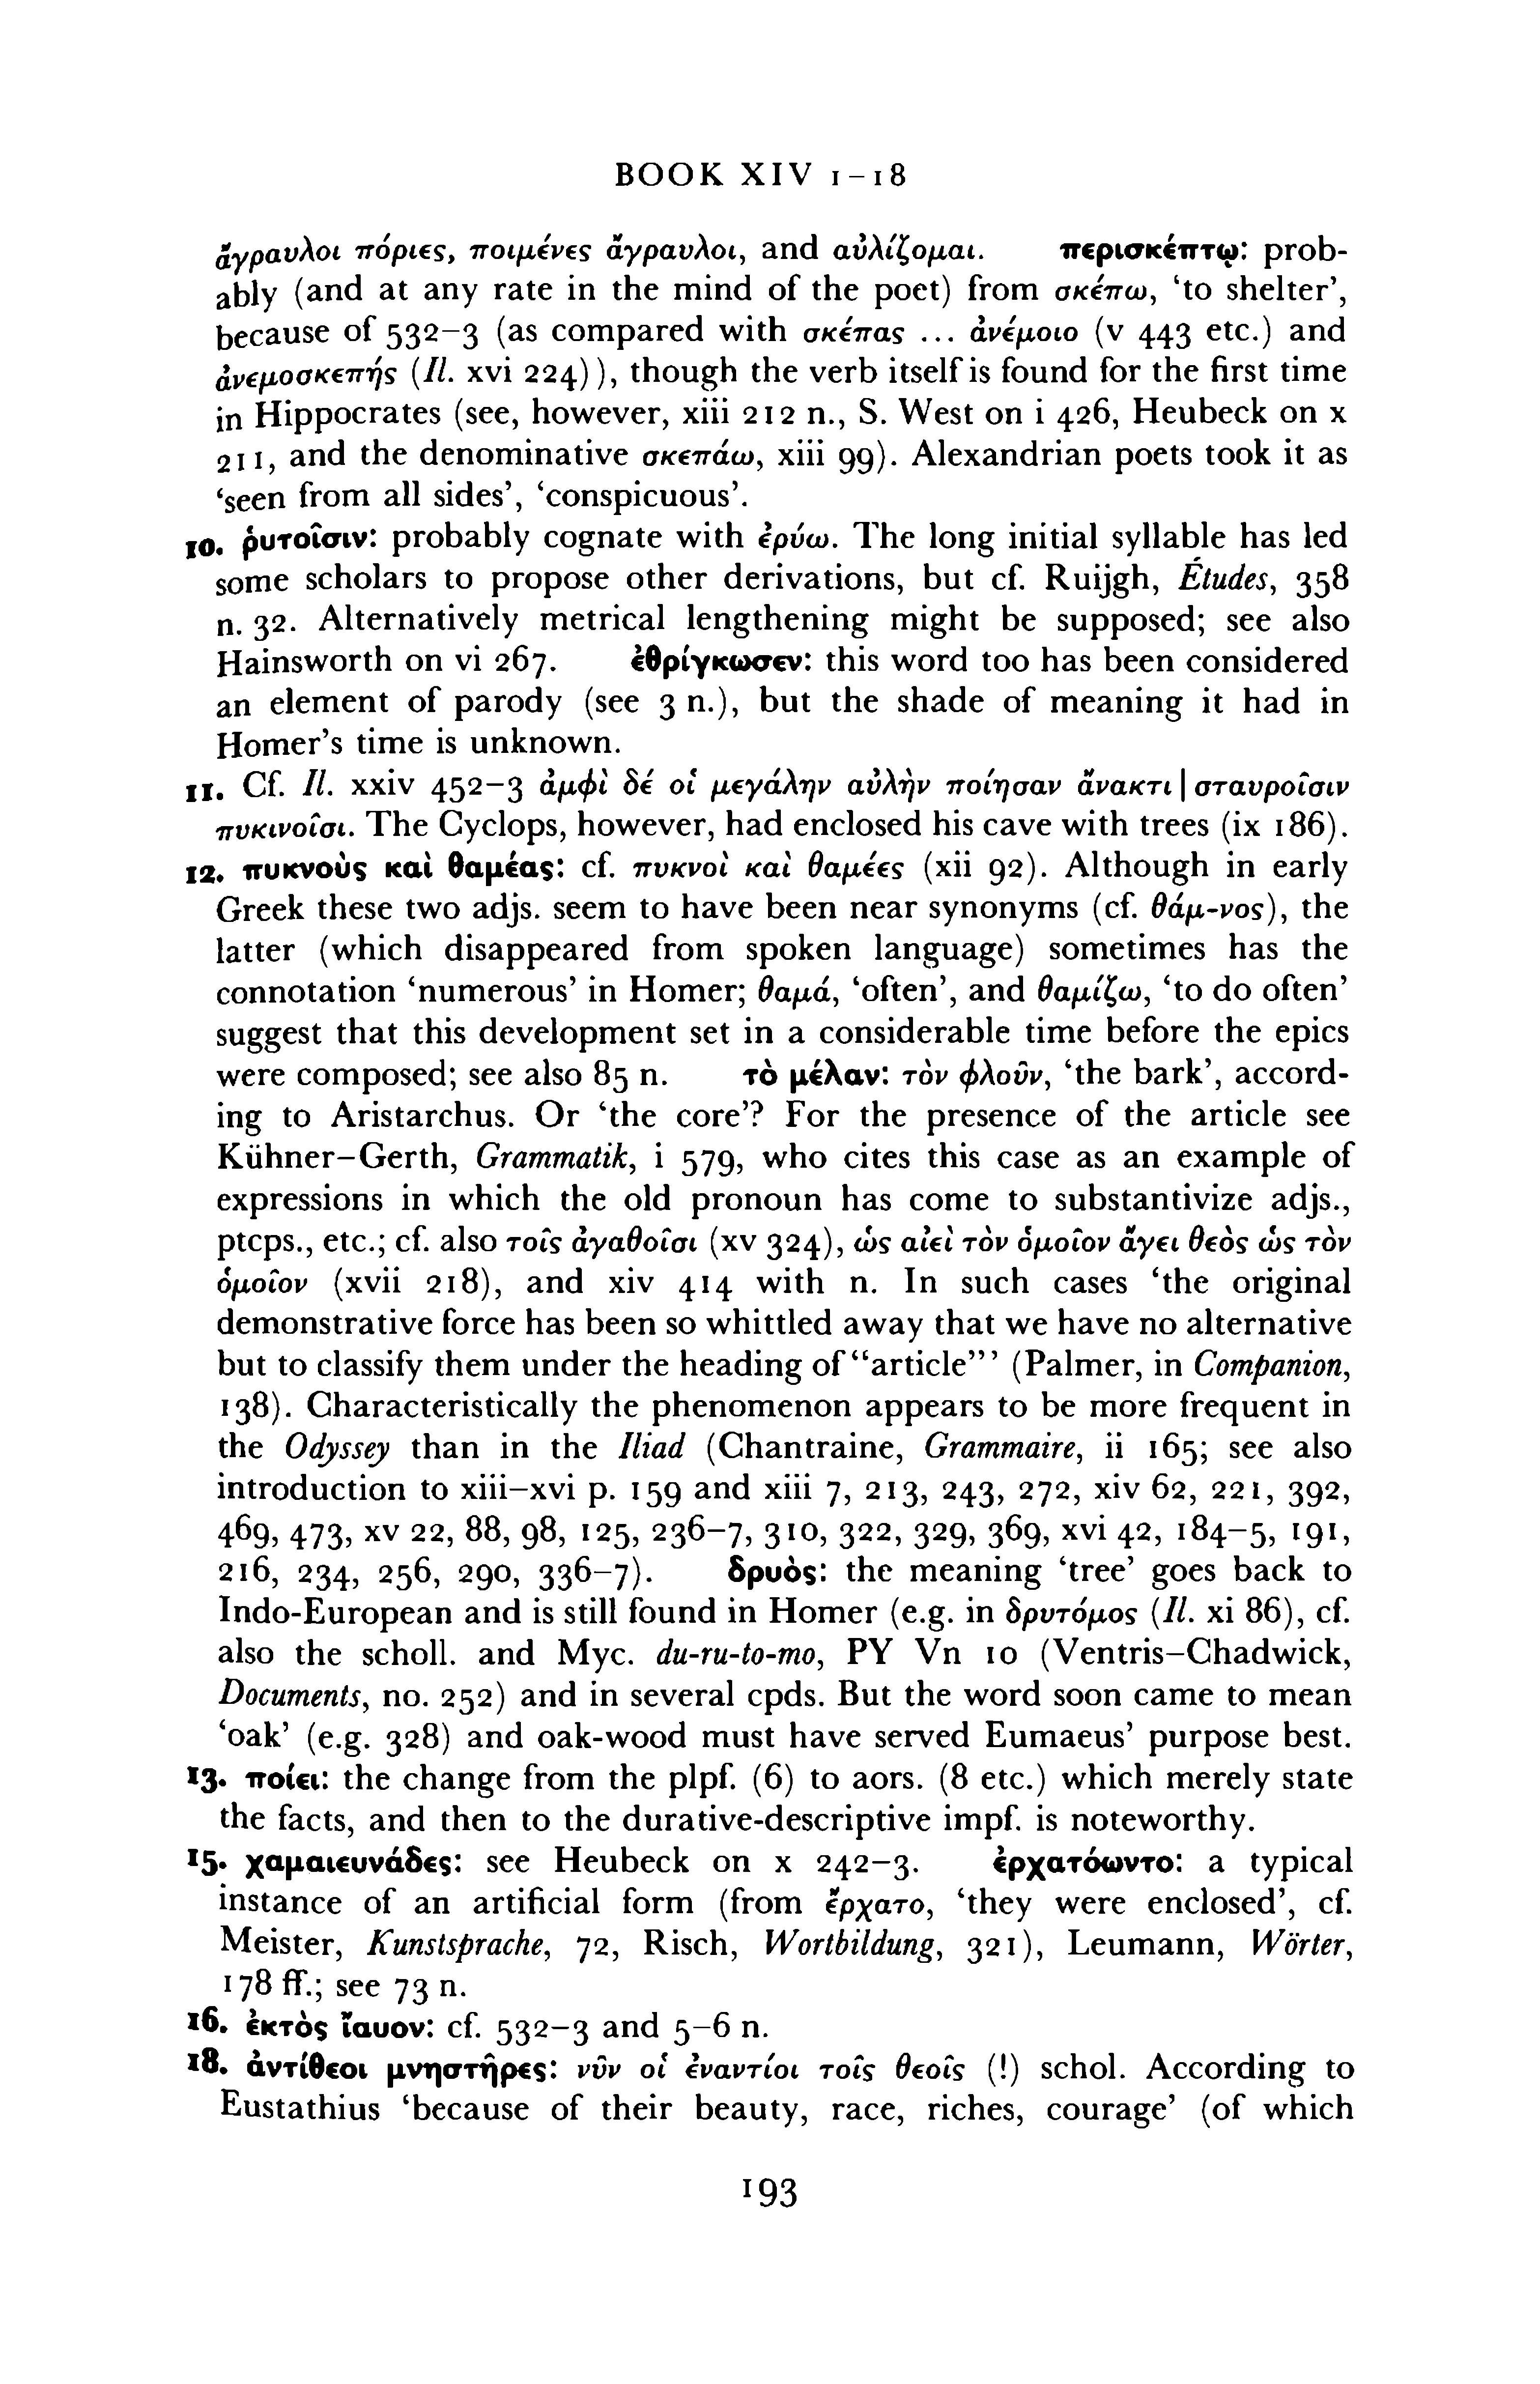 BOOK XIV 1–18
ἄγραυλοι πόριες, ποιμένες ἄγραυλοι, and αὐλίζομαι. περισκέπτῳ: prob-
ably (and at any rate in the mind of the poet) from σκέπω, ‘to shelter’,
because of 532–3 (as compared with σκέπας ... ἀνέμοιο (v 443 etc.) and
ἀνεμοσκεπής (Il. xvi 224)), though the verb itself is found for the first time
in Hippocrates (see, however, xiii 212 n., S. West on i 426, Heubeck on x
211, and the denominative σκεπάω, xiii 99). Alexandrian poets took it as
‘seen from all sides’, ‘conspicuous’.
10. ῥυτοῖσιν: probably cognate with ἐρύω. The long initial syllable has led
some scholars to propose other derivations, but cf. Ruijgh, Études, 358
n. 32. Alternatively metrical lengthening might be supposed; see also
Hainsworth on vi 267. ἐθρίγκωσεν: this word too has been considered
an element of parody (see 3 n.), but the shade of meaning it had in
Homer’s time is unknown.
11. Cf. Il. xxiv 452–3 ἀμφὶ δέ οἱ μεγάλην αὐλὴν ποίησαν ἄνακτι | σταυροῖσιν
πυκινοῖσι. The Cyclops, however, had enclosed his cave with trees (ix 186).
12. πυκνοὺς καὶ θαμέας: cf. πυκνοὶ καὶ θαμέες (xii 92). Although in early
Greek these two adjs. seem to have been near synonyms (cf. θάμ-νος), the
latter (which disappeared from spoken language) sometimes has the
connotation ‘numerous’ in Homer; θαμά, ‘often’, and θαμίζω, ‘to do often’
suggest that this development set in a considerable time before the epics
were composed; see also 85 n. τὸ μέλαν: τὸν φλοῦν, ‘the bark’, accord-
ing to Aristarchus. Or ‘the core’? For the presence of the article see
Kühner–Gerth, Grammatik, i 579, who cites this case as an example of
expressions in which the old pronoun has come to substantivize adjs.,
ptcps., etc.; cf. also τοῖς ἀγαθοῖσι (xv 324), ὡς αἰεὶ τὸν ὁμοῖον ἄγει θεὸς ὡς τὸν
ὁμοῖον (xvii 218), and xiv 414 with n. In such cases ‘the original
demonstrative force has been so whittled away that we have no alternative
but to classify them under the heading of “article”’ (Palmer, in Companion,
138). Characteristically the phenomenon appears to be more frequent in
the Odyssey than in the Iliad (Chantraine, Grammaire, ii 165; see also
introduction to xiii–xvi p. 159 and xiii 7, 213, 243, 272, xiv 62, 221, 392,
469, 473, xv 22, 88, 98, 125, 236–7, 310, 322, 329, 369, xvi 42, 184–5, 191,
216, 234, 256, 290, 336–7). δρυὸς: the meaning ‘tree’ goes back to
Indo-European and is still found in Homer (e.g. in δρυτόμος (Il. xi 86), cf.
also the scholl. and Myc. du-ru-to-mo, PY Vn 10 (Ventris–Chadwick,
Documents, no. 252) and in several cpds. But the word soon came to mean
‘oak’ (e.g. 328) and oak-wood must have served Eumaeus’ purpose best.
13. ποίει: the change from the plpf. (6) to aors. (8 etc.) which merely state
the facts, and then to the durative-descriptive impf. is noteworthy.
15. χαμαιευνάδες: see Heubeck on x 242–3. ἐρχατόωντο: a typical
instance of an artificial form (from ἔρχατο, ‘they were enclosed’, cf.
Meister, Kunstsprache, 72, Risch, Wortbildung, 321), Leumann, Wörter,
178 ff.; see 73 n.
16. ἐκτὸς ἴαυον: cf. 532–3 and 5–6 n.
18. ἀντίθεοι μνηστῆρες: νῦν οἱ ἐναντίοι τοῖς θεοῖς (!) schol. According to
Eustathius ‘because of their beauty, race, riches, courage’ (of which
193